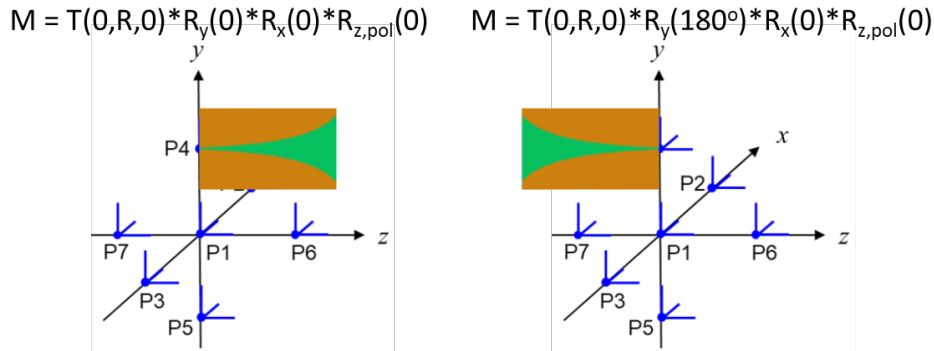 M = T(0,R,0)*Ry(0)*Rx(0)*Rz,pol(0)
y
P4
z
P7
P1
P6
P3
P5
M = T(0,R,0)*Ry(180º)*Rx(0)*Rz,pol(0)
y
x
P2
z
P7
P1
P6
P3
P5